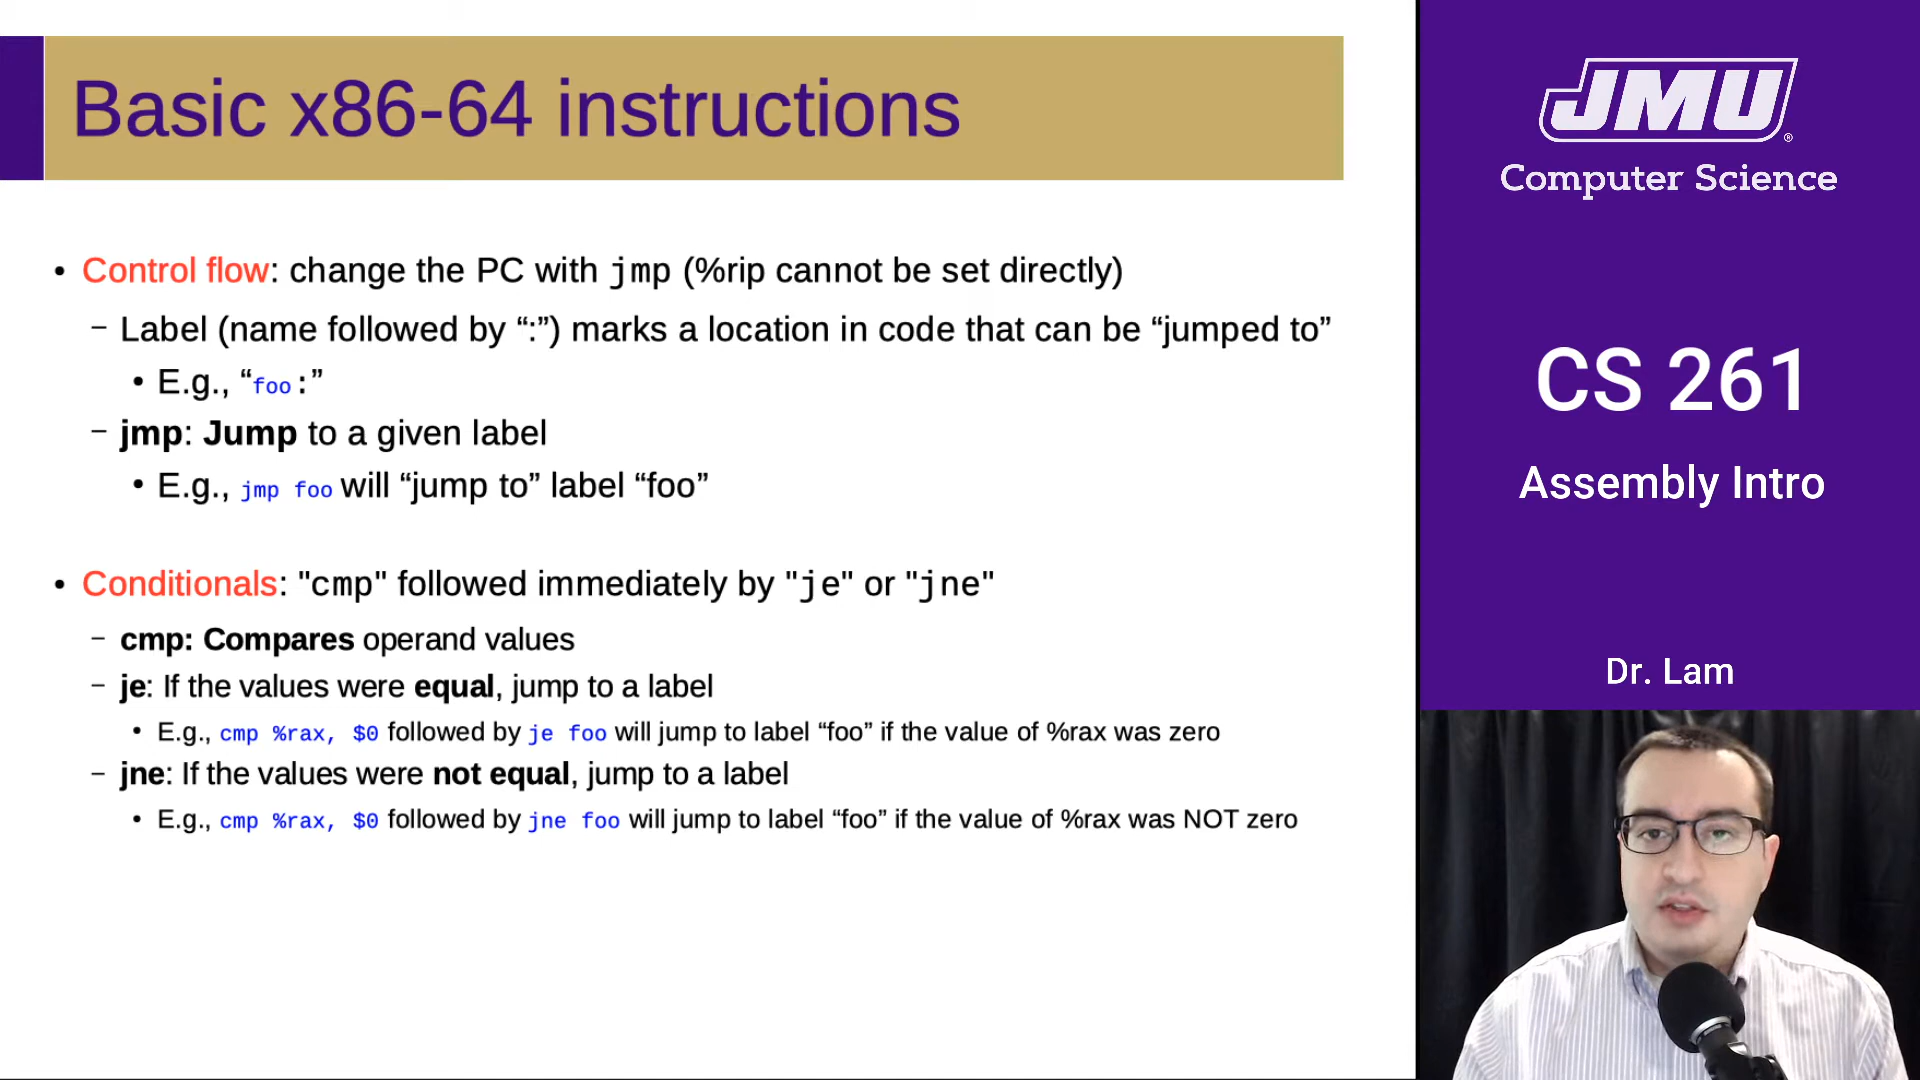 Basic x86-64 instructions
• Control flow: change the PC with jmp (%rip cannot be set directly)
– Label (name followed by “:”) marks a location in code that can be “jumped to”
• E.g., “foo:”
– jmp: Jump to a given label
• E.g., jmp foo will “jump to” label “foo”
• Conditionals: "cmp" followed immediately by "je" or "jne"
– cmp: Compares operand values
– je: If the values were equal, jump to a label
• E.g., cmp %rax, $0 followed by je foo will jump to label “foo” if the value of %rax was zero
– jne: If the values were not equal, jump to a label
• E.g., cmp %rax, $0 followed by jne foo will jump to label “foo” if the value of %rax was NOT zero
JMU®
Computer Science
CS 261
Assembly Intro
Dr. Lam